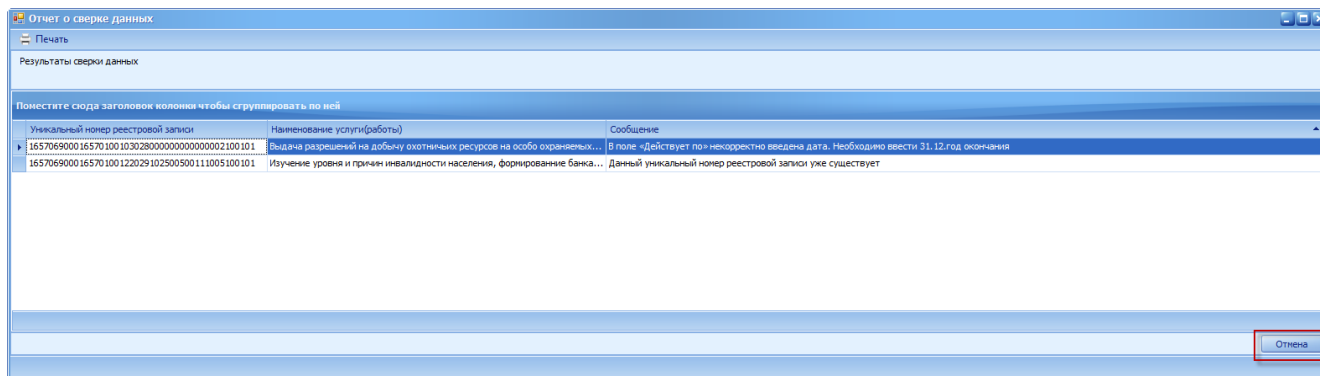 Отчет о сверке данных
Печать
Результаты сверки данных
Поместите сюда заголовок колонки чтобы сгруппировать по ней
Уникальный номер реестровой записи Наименование услуги(работы) Сообщение
Выдача разрешений на добычу охотничьих ресурсов на особо охраняемых... В поле «Действует по» некорректно введена дата. Необходимо ввести 31.12.год окончания
Изучение уровня и причин инвалидности населения, формированние банка... Данный уникальный номер реестровой записи уже существует
Отмена